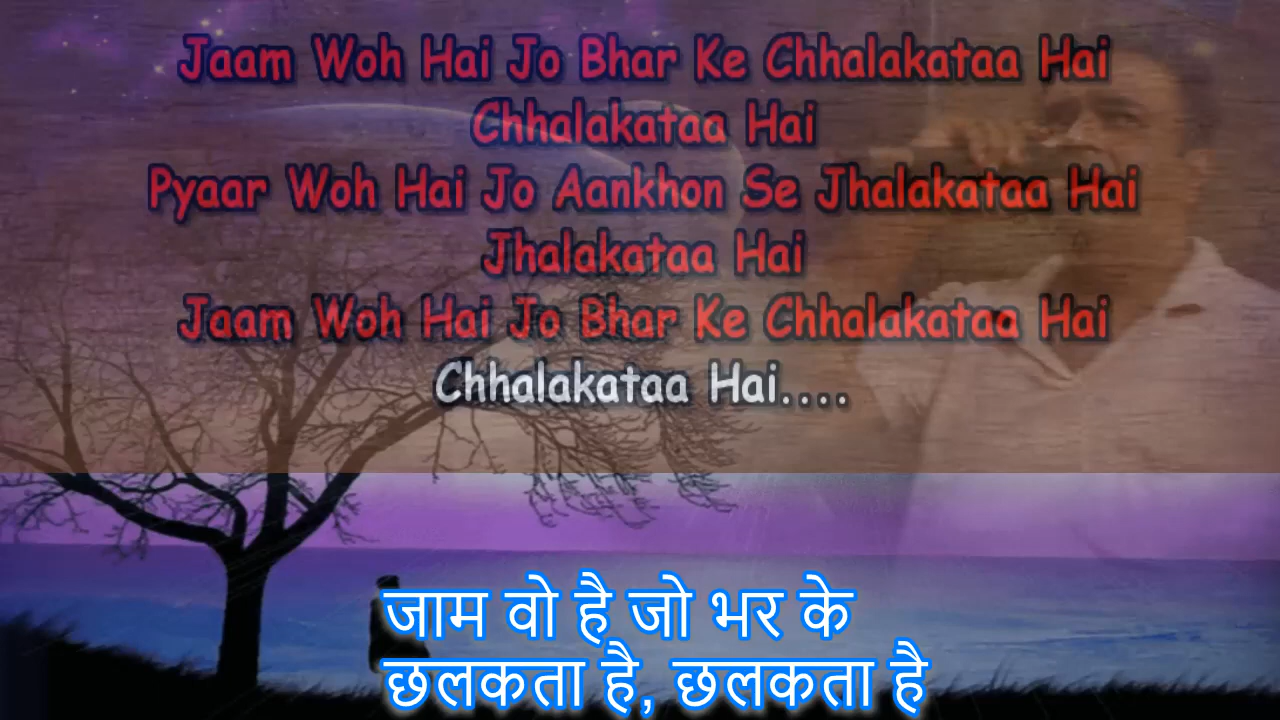 Jaam Woh Hai Jo Bhar Ke Chhalakataa Hai
Chhalakataa Hai
Pyaar Woh Hai Jo Aankhon Se Jhalakataa Hai
Jhalakataa Hai
Jaam Woh Hai Jo Bhar Ke Chhalakataa Hai
Chhalakataa Hai....
जाम वो है जो भर के
छलकता है, छलकता है